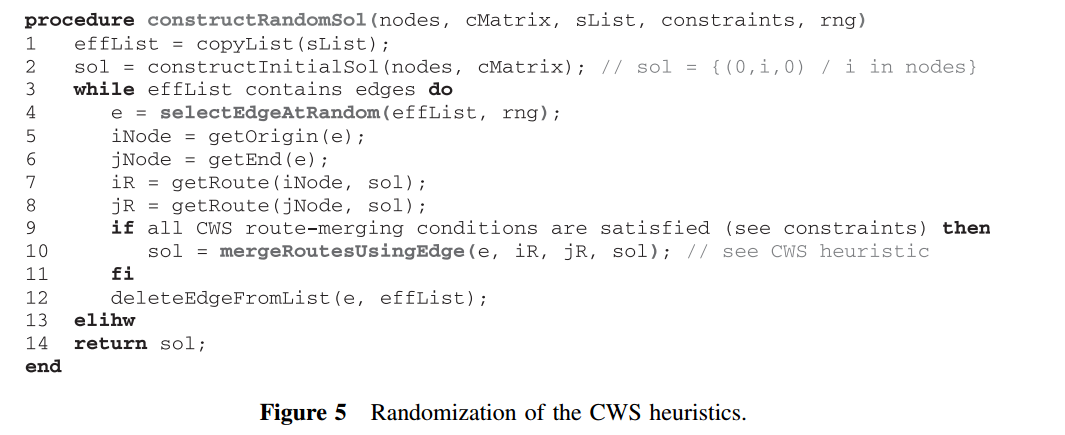 procedure constructRandomSol(nodes, cMatrix, sList, constraints, rng)
1 effList = copyList(sList);
2 sol = constructInitialSol(nodes, cMatrix); // sol = {(0,i,0) / i in nodes}
3 while effList contains edges do
4 e = selectEdgeAtRandom(effList, rng);
5 iNode = getOrigin(e);
6 jNode = getEnd(e);
7 iR = getRoute(iNode, sol);
8 jR = getRoute(jNode, sol);
9 if all CWS route-merging conditions are satisfied (see constraints) then
10 sol = mergeRoutesUsingEdge(e, iR, jR, sol); // see CWS heuristic
11 fi
12 deleteEdgeFromList(e, effList);
13 elihw
14 return sol;
end
Figure 5 Randomization of the CWS heuristics.